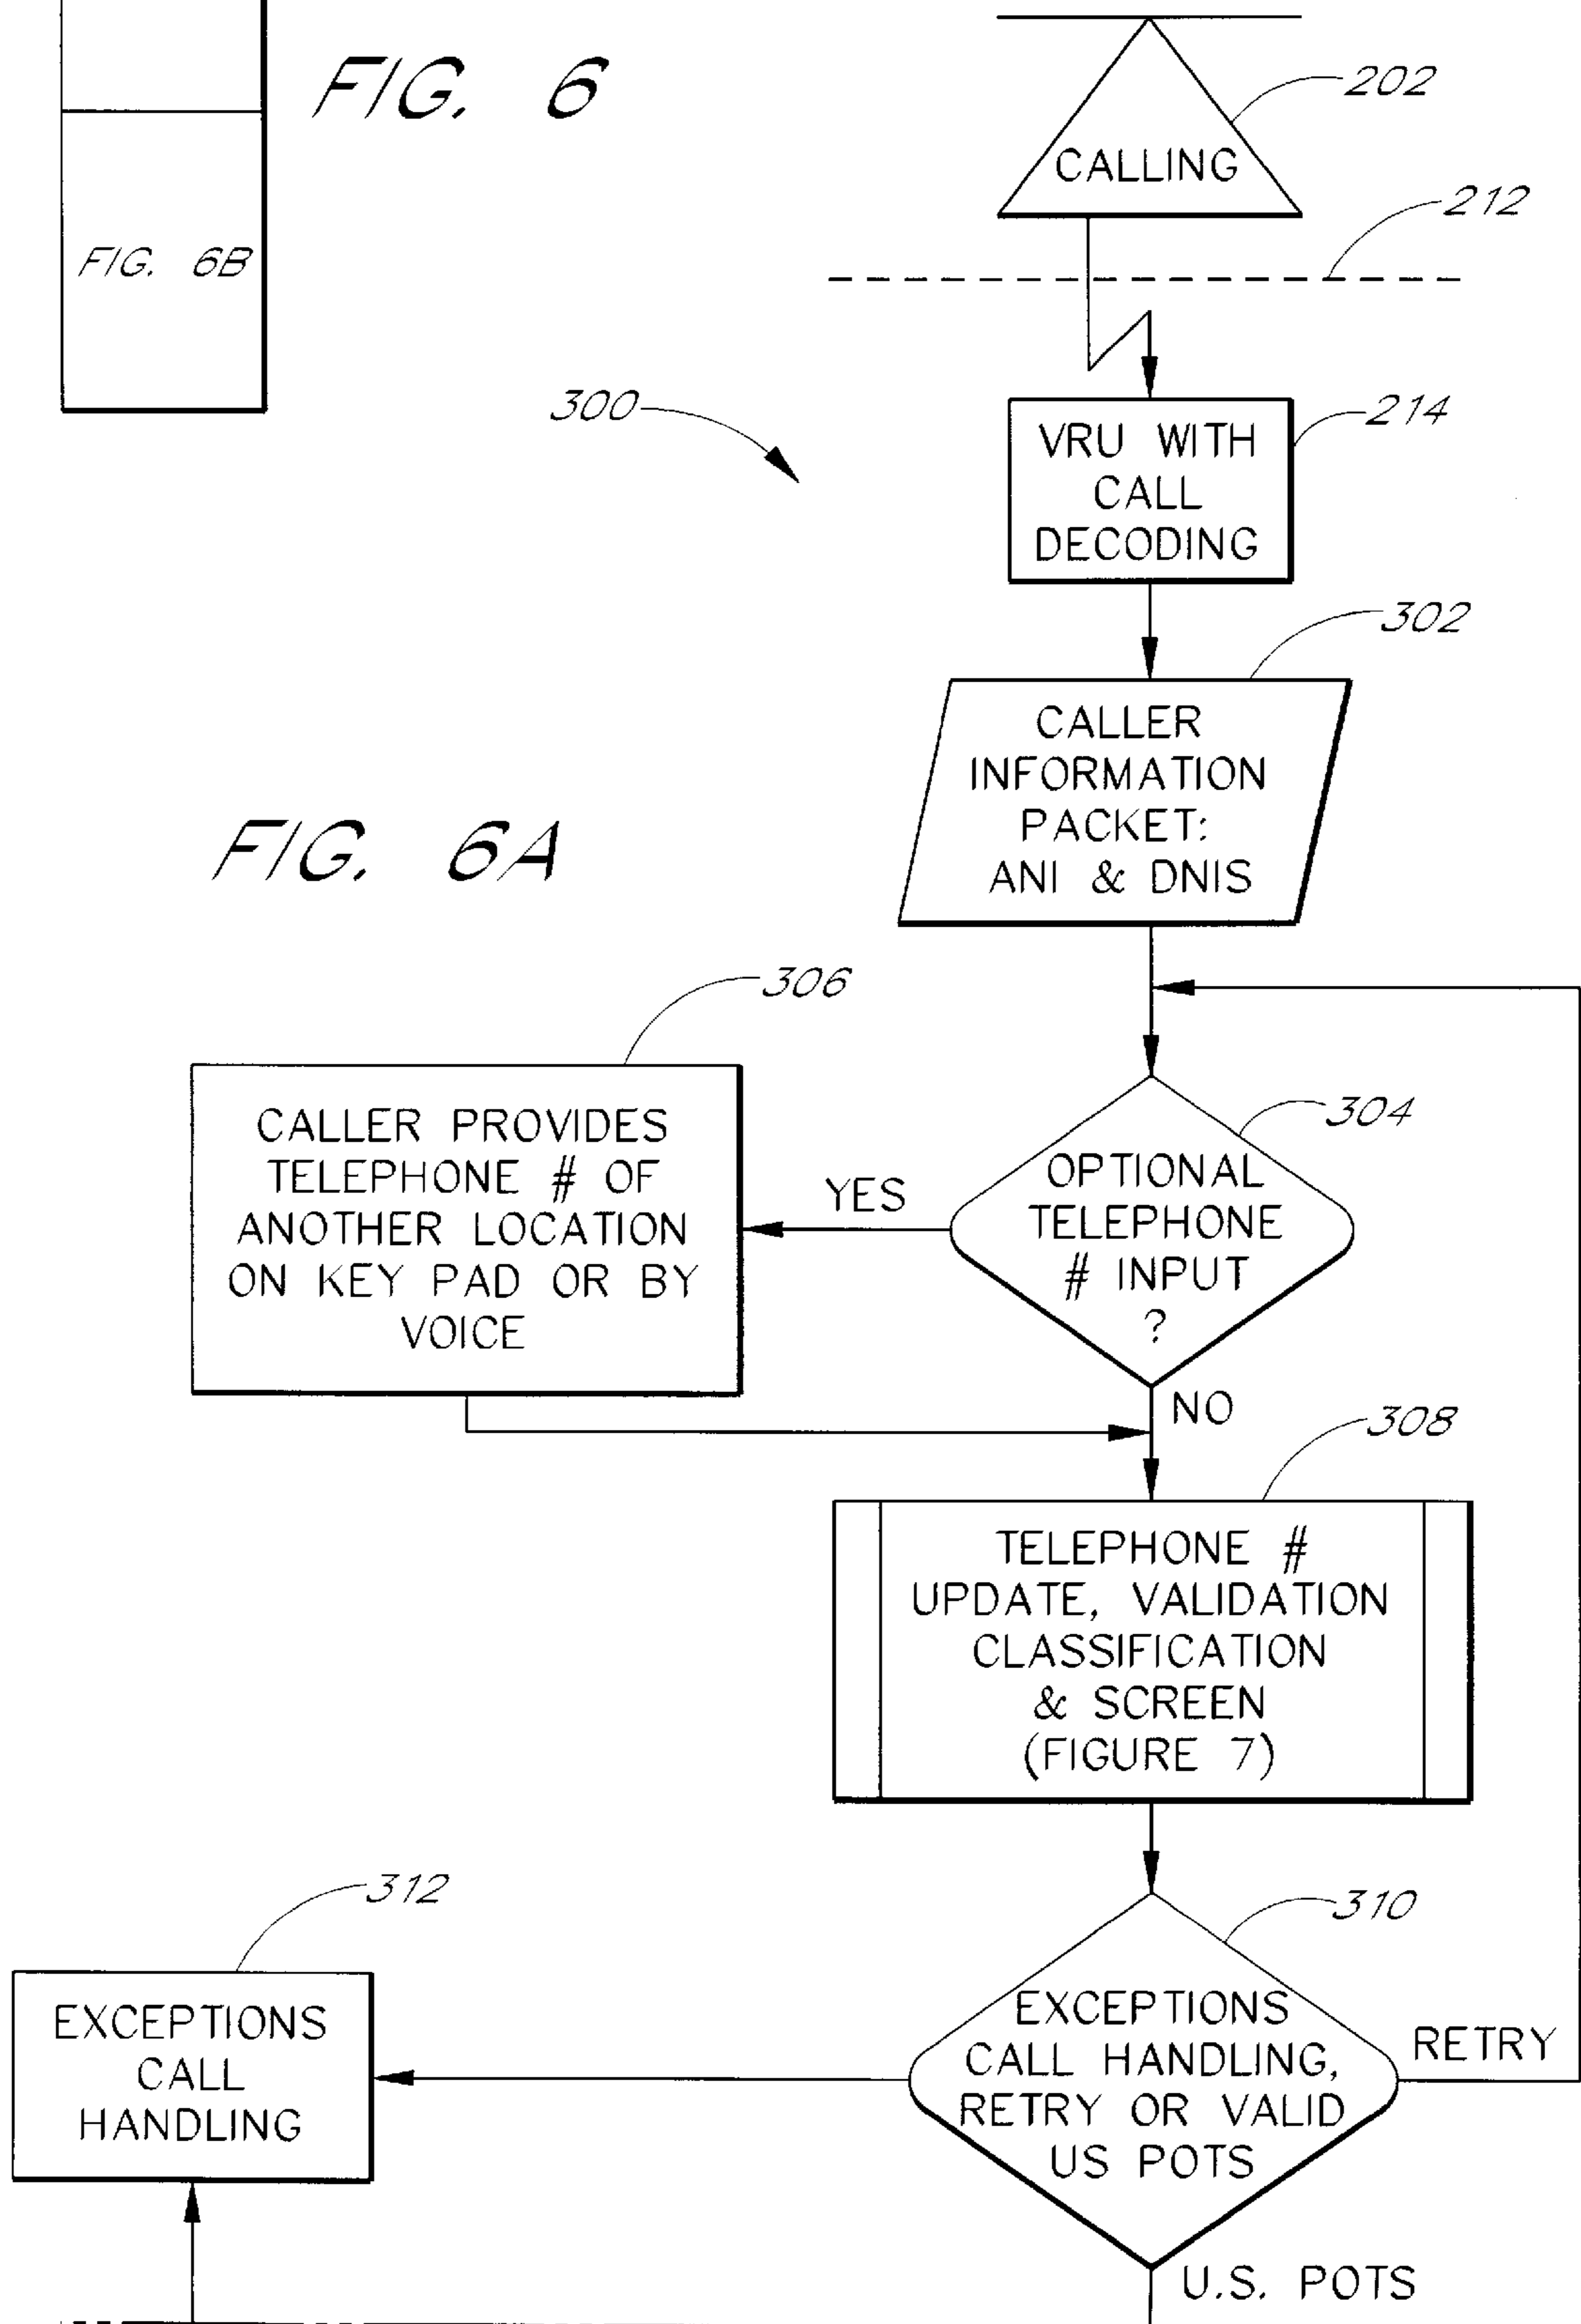 FIG. 6
FIG. 6B
202
CALLING
212
300
214
VRU WITH
CALL
DECODING
302
CALLER
INFORMATION
PACKET:
ANI & DNIS
FIG. 6A
306
CALLER PROVIDES
TELEPHONE # OF
ANOTHER LOCATION
ON KEY PAD OR BY
VOICE
YES
304
OPTIONAL
TELEPHONE
# INPUT
?
NO
308
TELEPHONE #
UPDATE, VALIDATION
CLASSIFICATION
& SCREEN
(FIGURE 7)
312
EXCEPTIONS
CALL
HANDLING
310
EXCEPTIONS
CALL HANDLING,
RETRY OR VALID
US POTS
RETRY
U.S. POTS